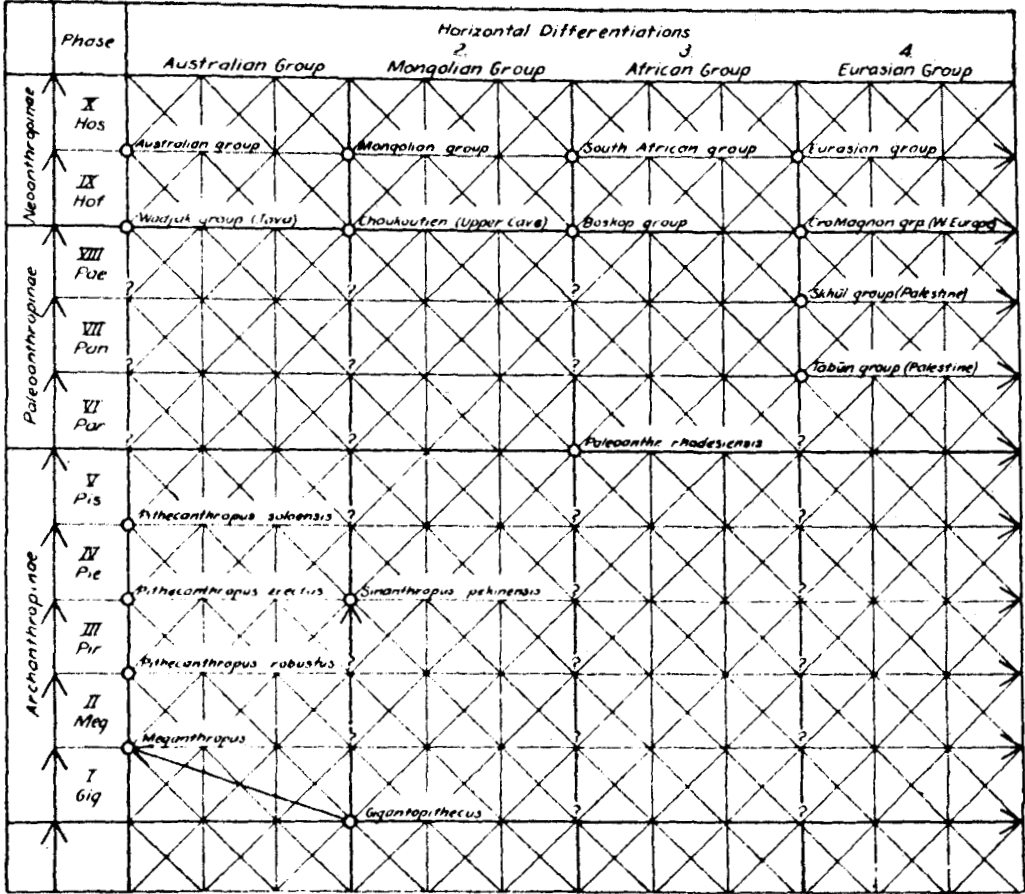 Horizontal Differentiations
Phase
2. 3. 4.
Australian Group Mongolian Group African Group Eurasian Group
Neoanthropinae
X
Hos
Australian group Mongolian group South African group Eurasian group
IX
Hof
Wadjak group (Java) Choukoutien (Upper Cave) Boskop group CroMagnon grp (W. Europe)
Paleoanthropinae
VIII
Pae
? ? ? Skhūl group (Palestine)
VII
Pan
? ? ? Tabūn group (Palestine)
VI
Par
? ? Paleoanthr. rhodesiensis ?
Archanthropinae
V
Pis
Pithecanthropus soloensis ? ? ?
IV
Pie
Pithecanthropus erectus Sinanthropus pekinensis ? ?
III
Pir
Pithecanthropus robustus ? ? ?
II
Meg
Meganthropus ? ? ?
I
Gig
Gigantopithecus ? ?